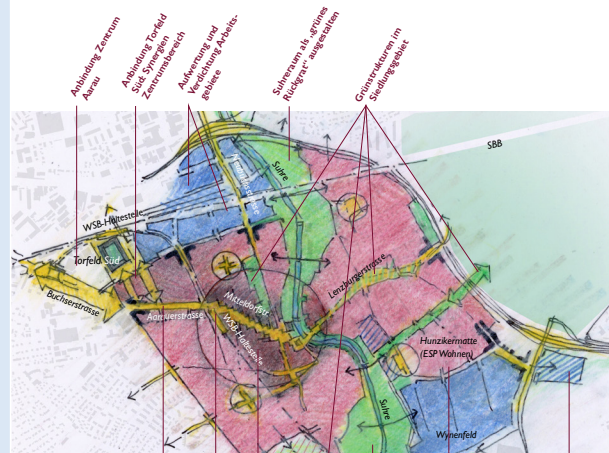 Anbindung Zentrum
Aarau
Anbindung Torfeld
Süd: Synergien
Zentrumsbereich
Aufwertung und
Verdichtung Arbeits-
gebiete
Suhreraum als „grünes
Rückgrat“ ausgestalten
Grünstrukturen im
Siedlungsgebiet
SBB
Suhre
WSB-Haltestelle
Torfeld Süd
Buchserstrasse
Aarauerstrasse
Mitteldorfstr.
WSB-Haltestelle
Lenzburgerstrasse
Hunzikermatte
(ESP Wohnen)
Suhre
Wynenfeld